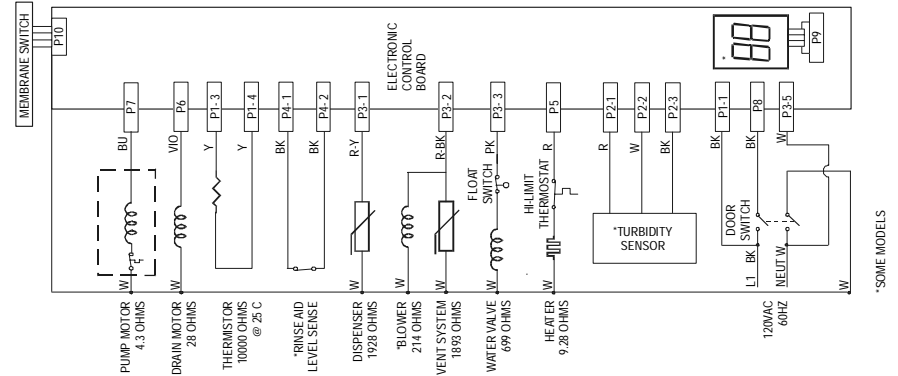 MEMBRANE SWITCH
P10
ELECTRONIC
CONTROL
BOARD
*
P9
P7
P6
P1-3
P1-4
P4-1
P4-2
P3-1
P3-2
P3-3
P5
P2-1
P2-2
P2-3
P1-1
P8
P3-5
BU
VIO
Y
Y
BK
BK
R-Y
R-BK
PK
R
R
W
BK
BK
BK
W
FLOAT
SWITCH
HI-LIMIT
THERMOSTAT
*TURBIDITY
SENSOR
DOOR
SWITCH
W
W
W
W
W
W
L1
BK
NEUT W
W
PUMP MOTOR
4.3 OHMS
DRAIN MOTOR
28 OHMS
THERMISTOR
10000 OHMS
@ 25 C
*RINSE AID
LEVEL SENSE
DISPENSER
1928 OHMS
*BLOWER
214 OHMS
VENT SYSTEM
1893 OHMS
WATER VALVE
699 OHMS
HEATER
9.28 OHMS
120VAC
60HZ
*SOME MODELS